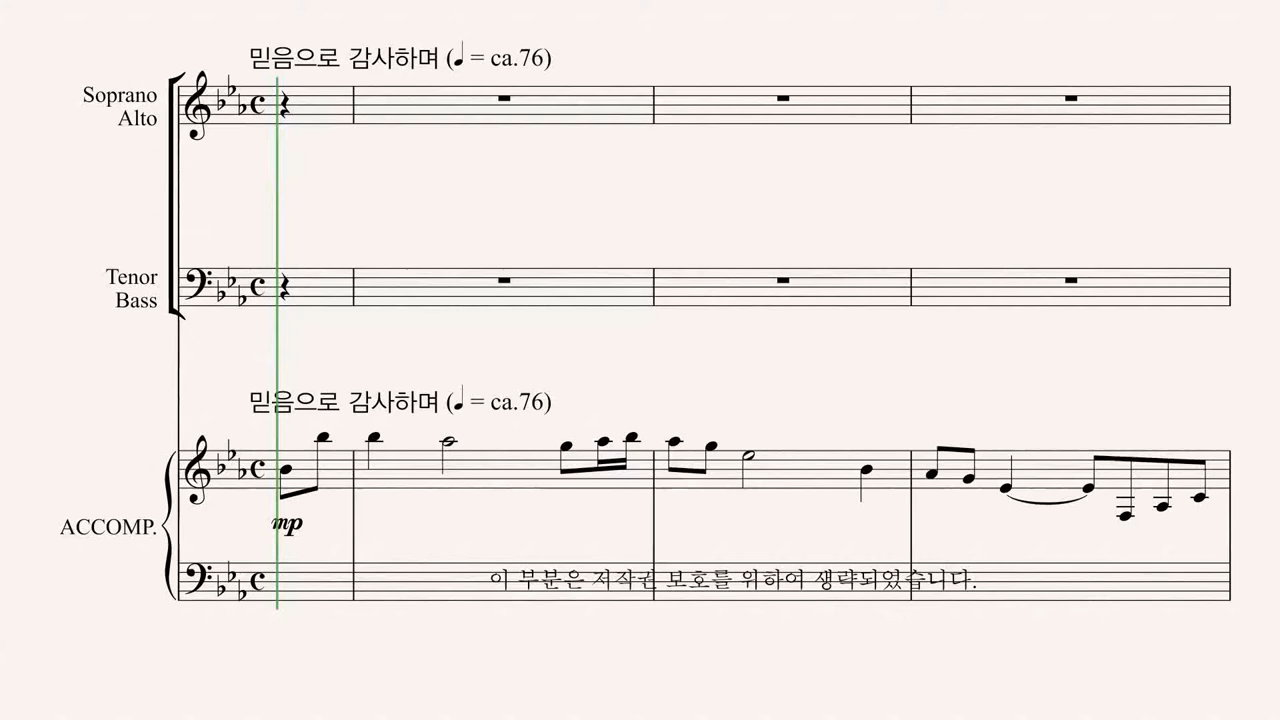 믿음으로 감사하며 (♩ = ca.76)
Soprano
Alto
Tenor
Bass
믿음으로 감사하며 (♩ = ca.76)
mp
ACCOMP.
이 부분은 저작권 보호를 위하여 생략되었습니다.